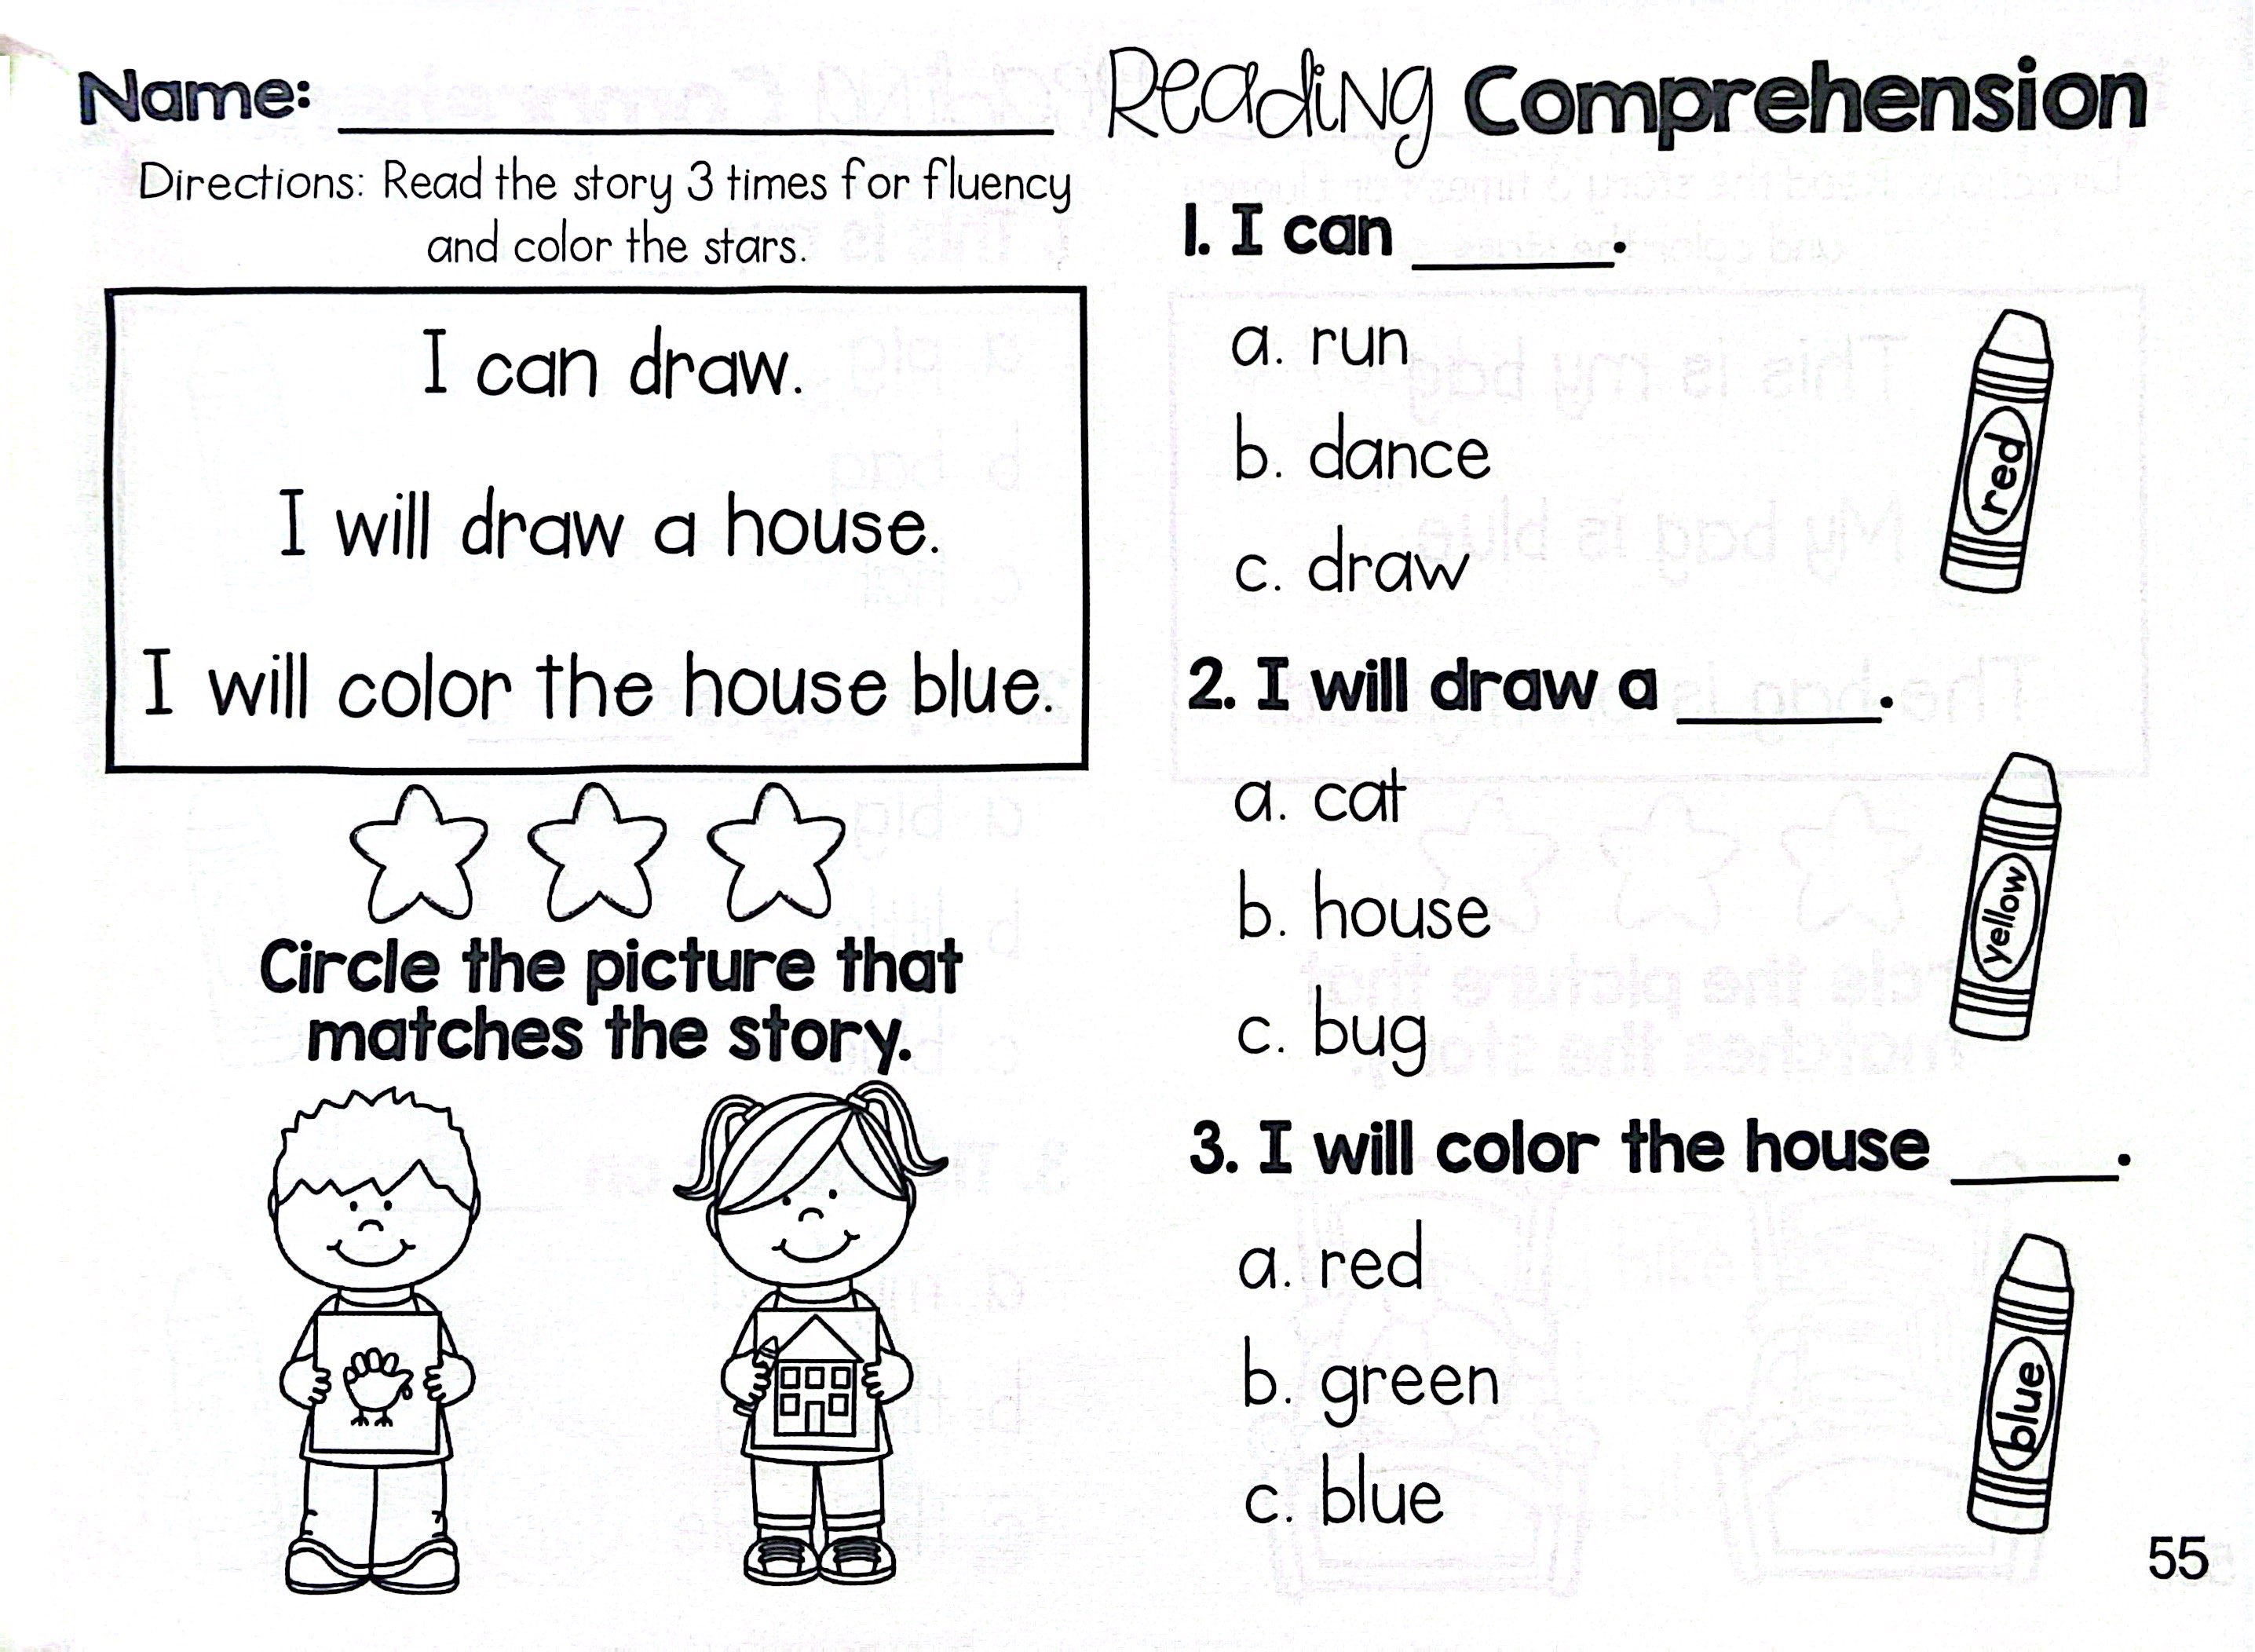 Name:
Directions: Read the story 3 times for fluency
and color the stars.
I can draw.
I will draw a house.
I will color the house blue.
Circle the picture that
matches the story.
Reading Comprehension
1. I can ______.
a. run
b. dance
c. draw
red
2. I will draw a ______.
a. cat
b. house
c. bug
yellow
3. I will color the house _____.
a. red
b. green
c. blue
blue
55